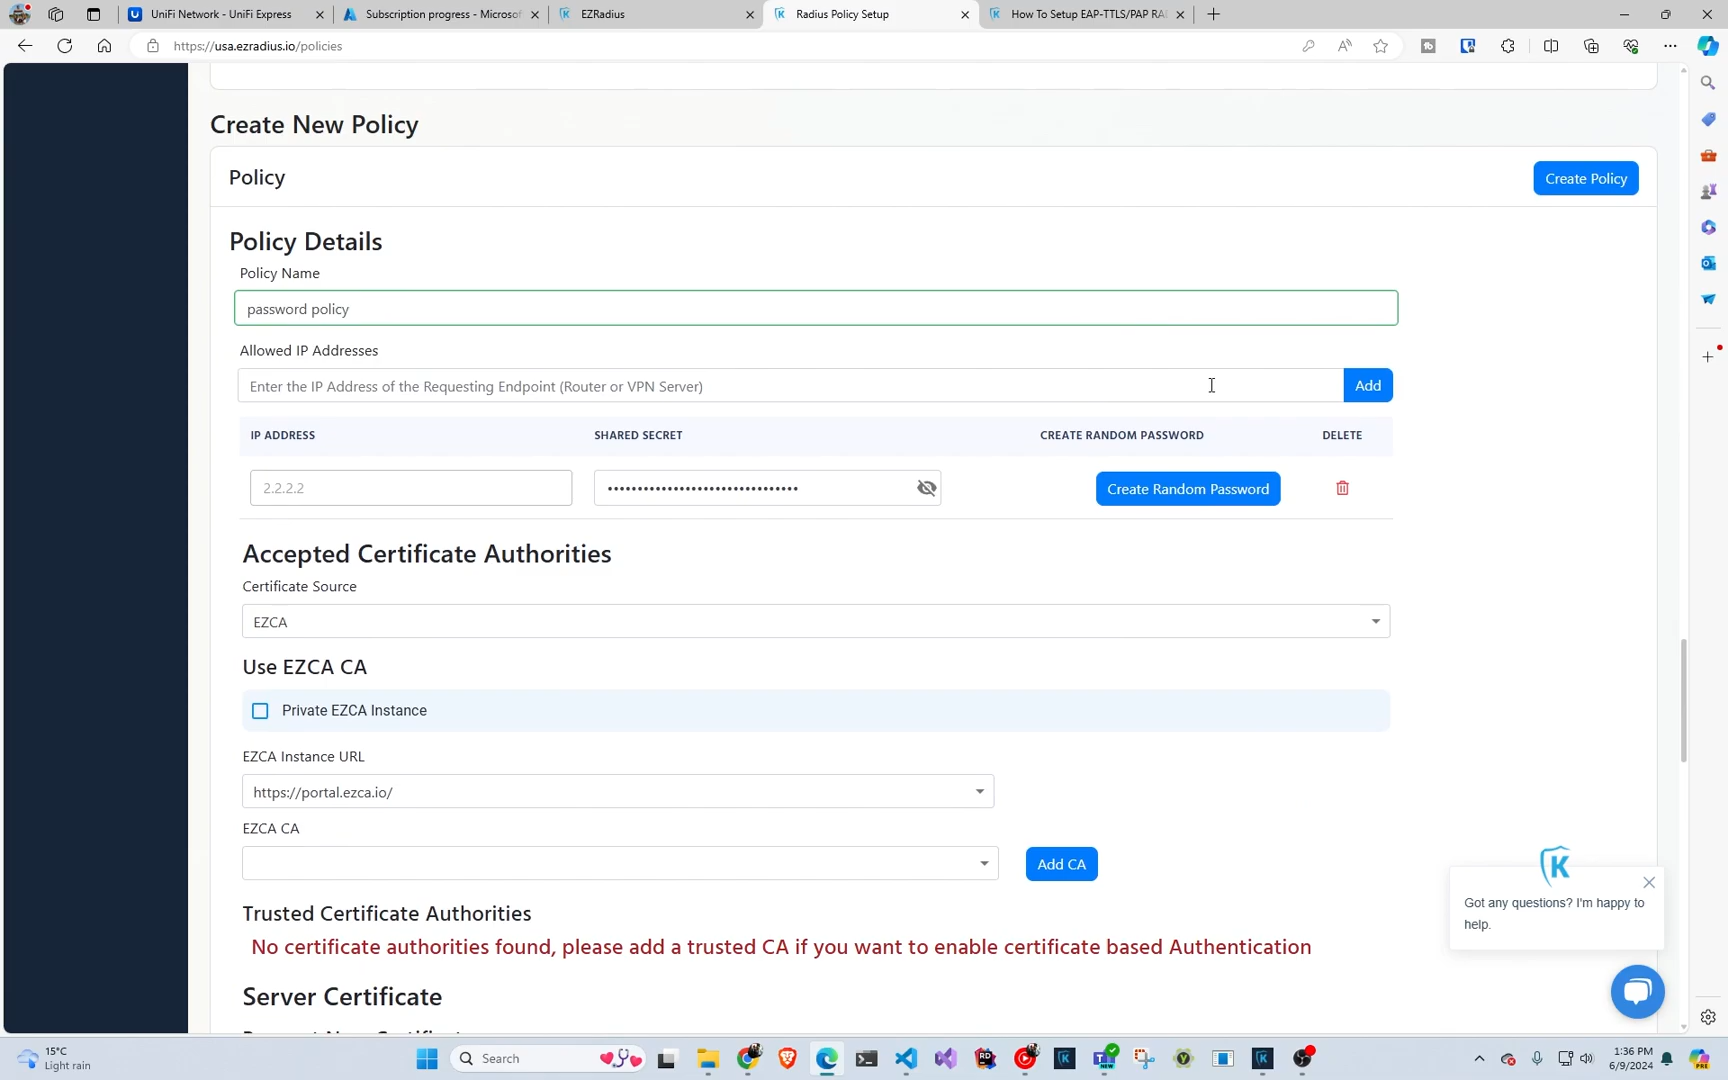 UniFi Network - UniFi Express
Subscription progress - Microsof
EZRadius
Radius Policy Setup
How To Setup EAP-TTLS/PAP RA
https://usa.ezradius.io/policies
Create New Policy
Policy
Create Policy
Policy Details
Policy Name
password policy
Allowed IP Addresses
Enter the IP Address of the Requesting Endpoint (Router or VPN Server)
Add
IP ADDRESS SHARED SECRET CREATE RANDOM PASSWORD DELETE
2.2.2.2
Create Random Password
Accepted Certificate Authorities
Certificate Source
EZCA
Use EZCA CA
Private EZCA Instance
EZCA Instance URL
https://portal.ezca.io/
EZCA CA
Add CA
Got any questions? I'm happy to
help.
Trusted Certificate Authorities
No certificate authorities found, please add a trusted CA if you want to enable certificate based Authentication
Server Certificate
15°C
Light rain
Search
1:36 PM
6/9/2024